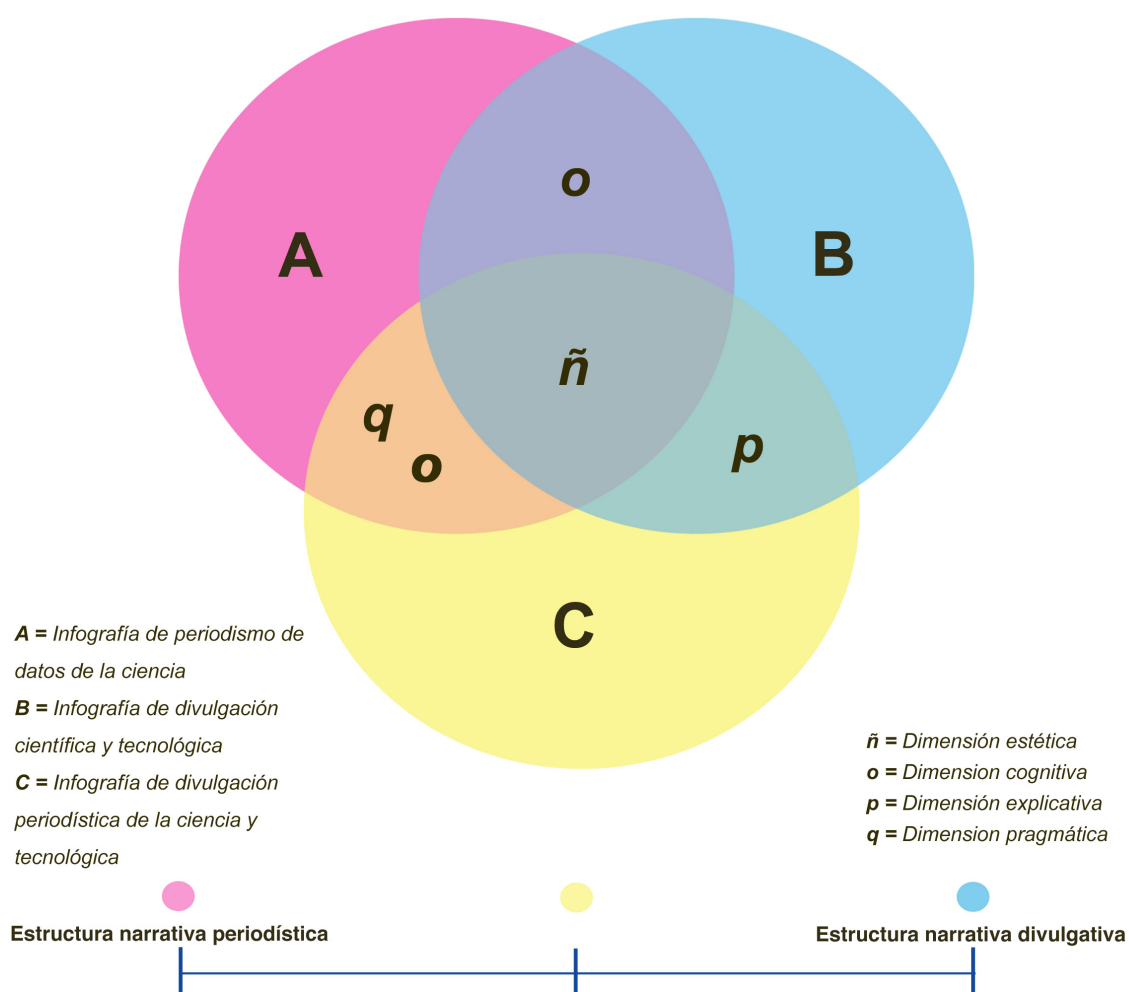 o
A
B
ñ
q
p
o
C
A = Infografía de periodismo de
datos de la ciencia
B = Infografía de divulgación
científica y tecnológica
C = Infografía de divulgación
periodística de la ciencia y
tecnológica
ñ = Dimensión estética
o = Dimension cognitiva
p = Dimensión explicativa
q = Dimension pragmática
Estructura narrativa periodística
Estructura narrativa divulgativa